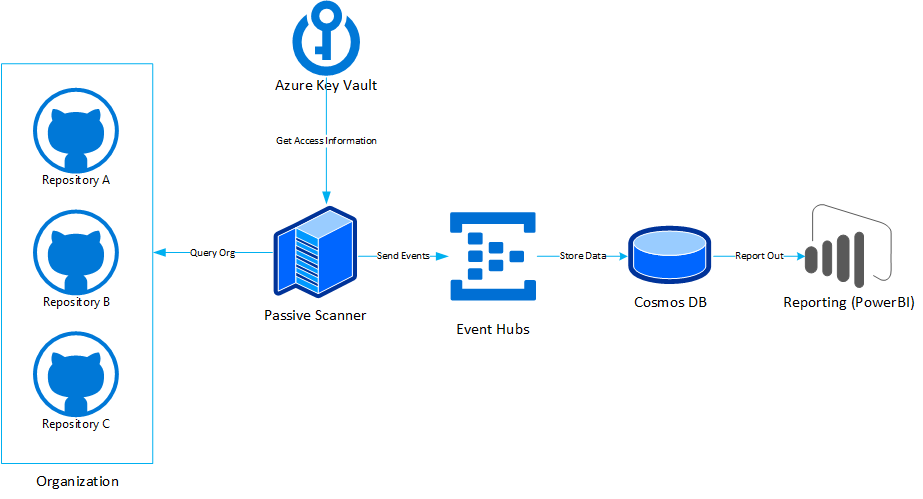 Azure Key Vault
Get Access Information
Repository A
Query Org
Send Events
Store Data
Report Out
Repository B
Passive Scanner
Event Hubs
Cosmos DB
Reporting (PowerBI)
Repository C
Organization